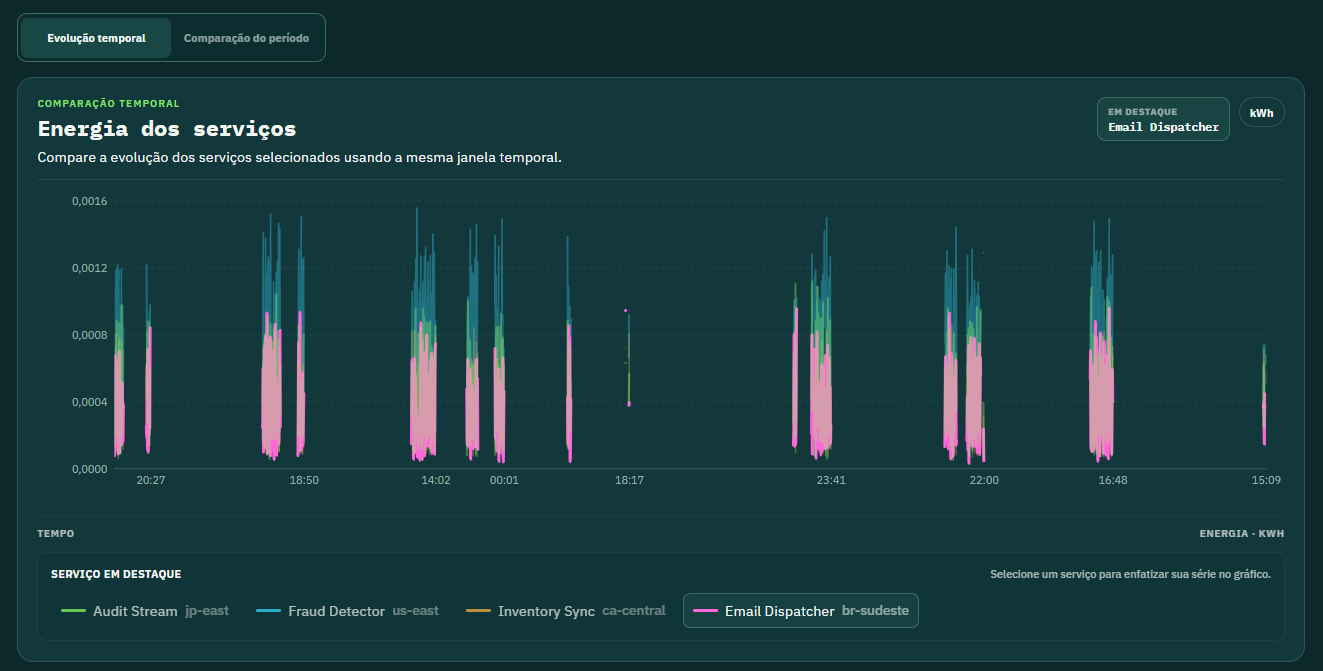 Evolução temporal
Comparação do período
COMPARAÇÃO TEMPORAL
Energia dos serviços
Compare a evolução dos serviços selecionados usando a mesma janela temporal.
EM DESTAQUE
Email Dispatcher
kWh
0,0016
0,0012
0,0008
0,0004
0,0000
20:27 18:50 14:02 00:01 18:17 23:41 22:00 16:48 15:09
TEMPO
ENERGIA · KWH
SERVIÇO EM DESTAQUE
Selecione um serviço para enfatizar sua série no gráfico.
Audit Stream jp-east
Fraud Detector us-east
Inventory Sync ca-central
Email Dispatcher br-sudeste